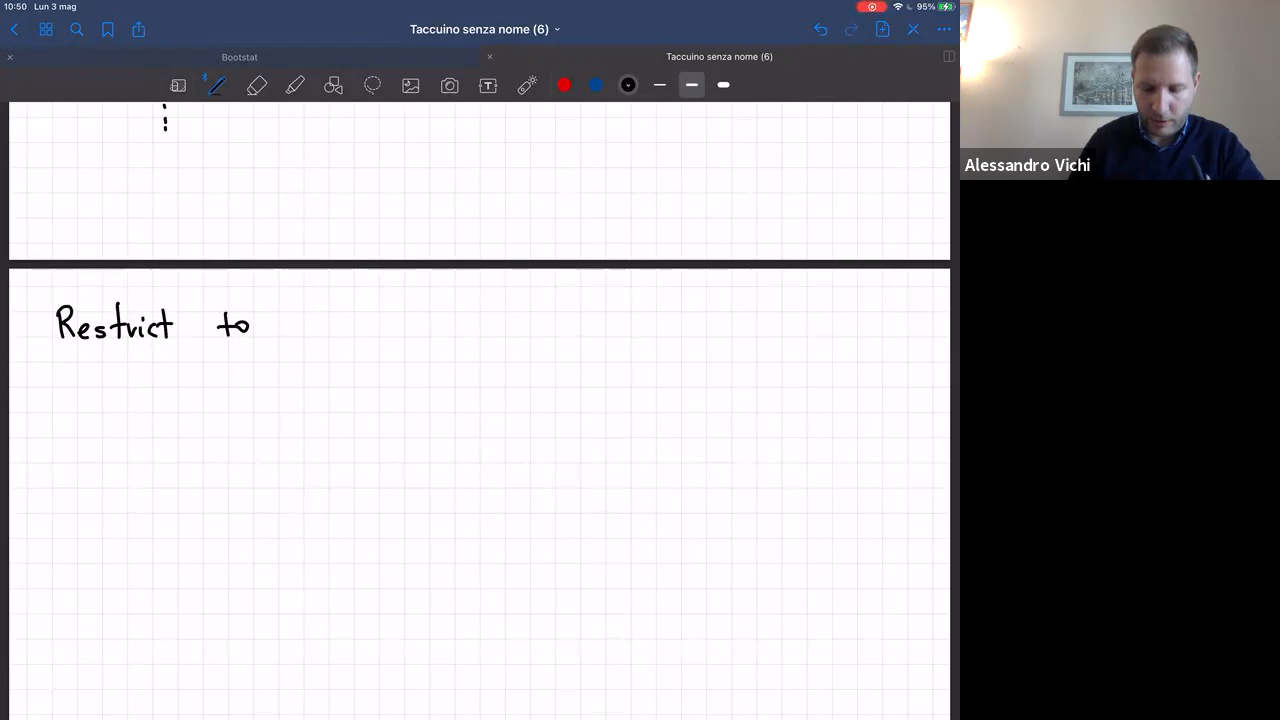 10:50 Lun 3 mag
95%
Taccuino senza nome (6)
Bootstat
Taccuino senza nome (6)
T
Restrict to
Alessandro Vichi